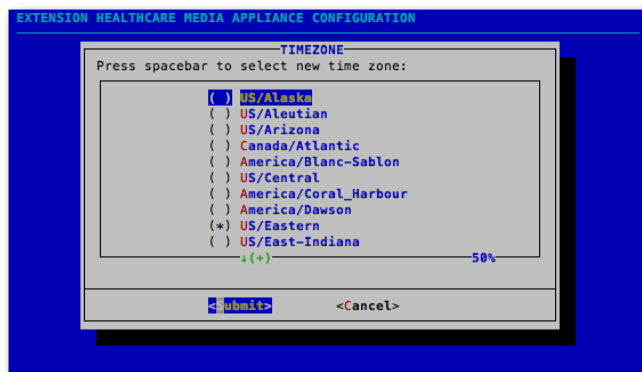 EXTENSION HEALTHCARE MEDIA APPLIANCE CONFIGURATION
TIMEZONE
Press spacebar to select new time zone:
( ) US/Alaska
( ) US/Aleutian
( ) US/Arizona
( ) Canada/Atlantic
( ) America/Blanc-Sablon
( ) US/Central
( ) America/Coral_Harbour
( ) America/Dawson
(*) US/Eastern
( ) US/East-Indiana
↓(+) 50%
<Submit> <Cancel>